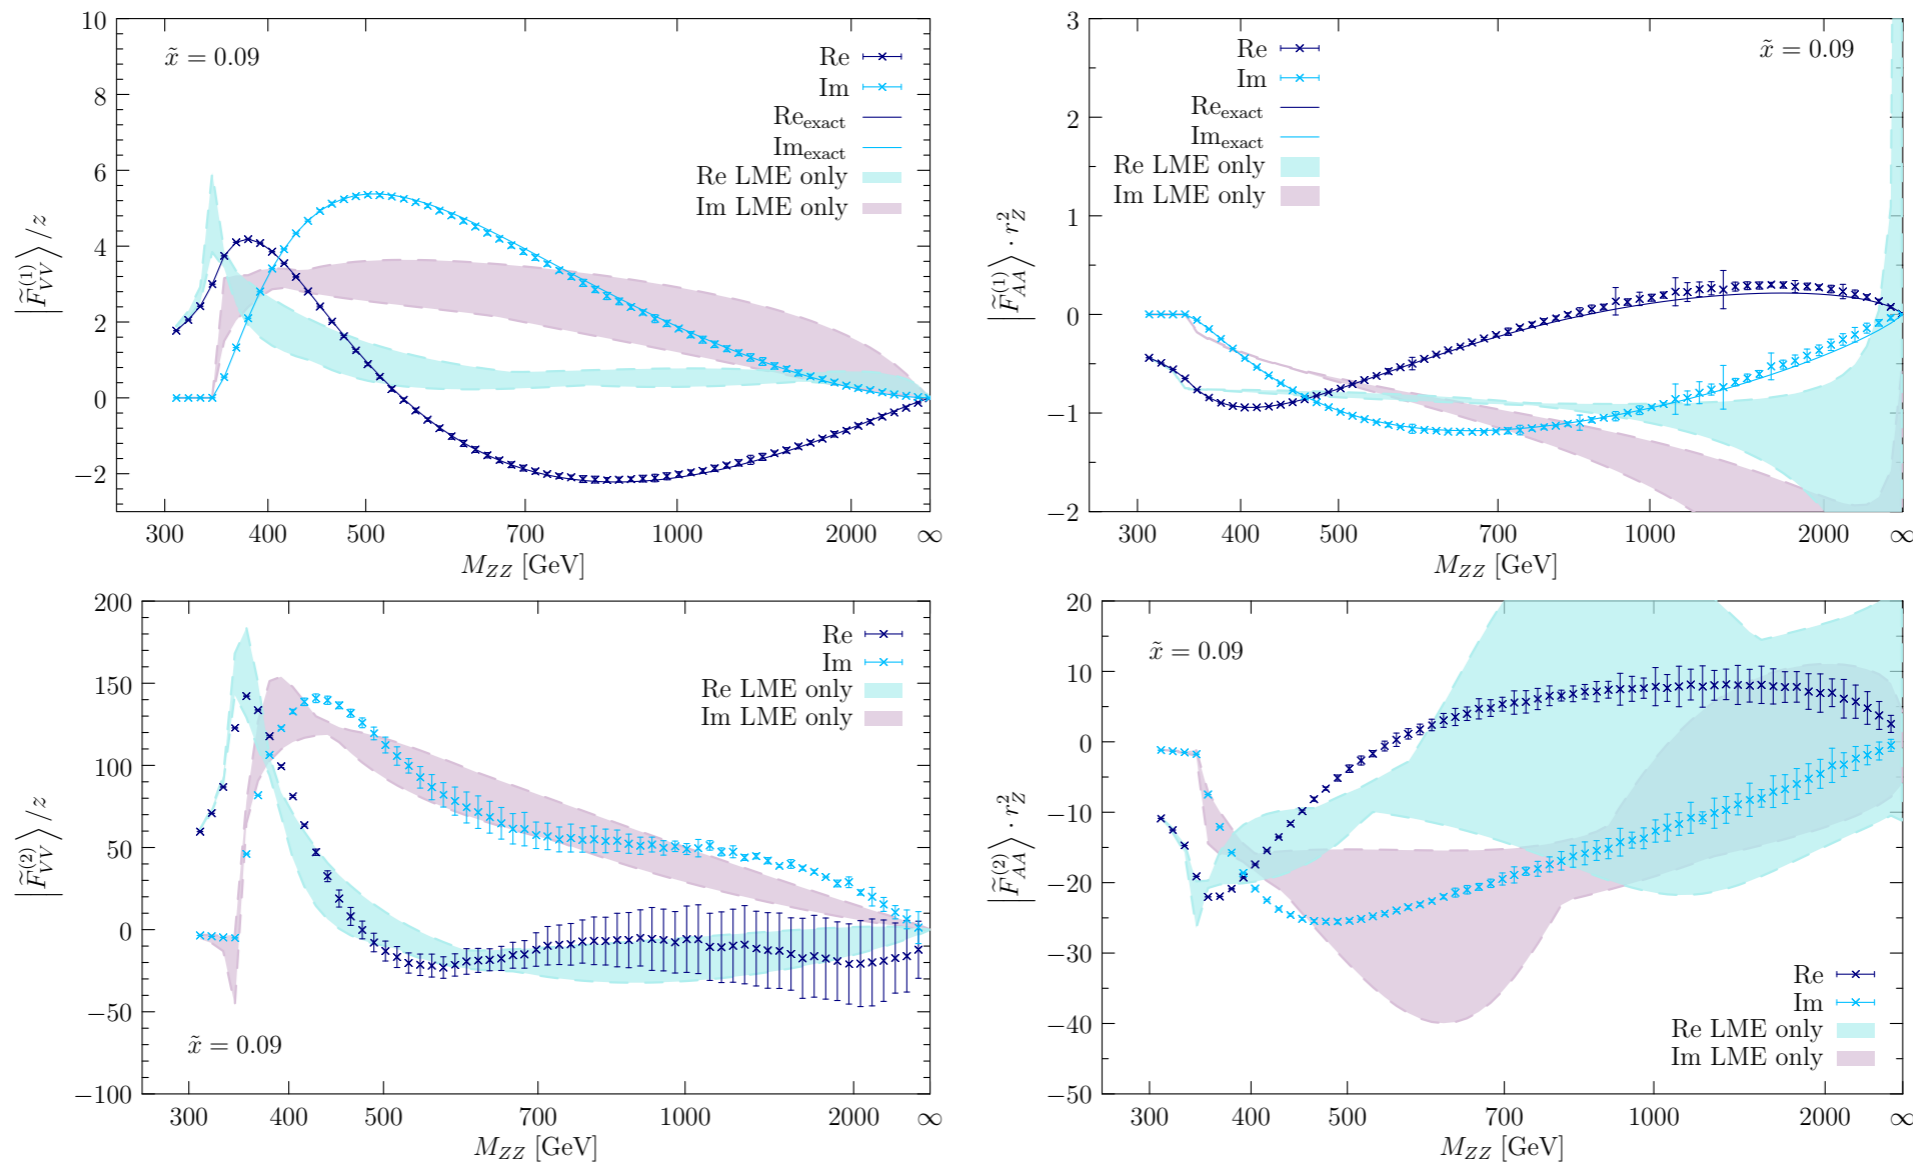 |F̃_VV^(1)⟩/z
10
8
6
4
2
0
−2
x̃ = 0.09
Re
Im
Re_exact
Im_exact
Re LME only
Im LME only
300 400 500 700 1000 2000 ∞
M_ZZ [GeV]
|F̃_AA^(1)⟩ · r_Z^2
3
2
1
0
−1
−2
Re
Im
Re_exact
Im_exact
Re LME only
Im LME only
x̃ = 0.09
300 400 500 700 1000 2000 ∞
M_ZZ [GeV]
|F̃_VV^(2)⟩/z
200
150
100
50
0
−50
−100
Re
Im
Re LME only
Im LME only
x̃ = 0.09
300 400 500 700 1000 2000 ∞
M_ZZ [GeV]
|F̃_AA^(2)⟩ · r_Z^2
20
10
0
−10
−20
−30
−40
−50
x̃ = 0.09
Re
Im
Re LME only
Im LME only
300 400 500 700 1000 2000 ∞
M_ZZ [GeV]